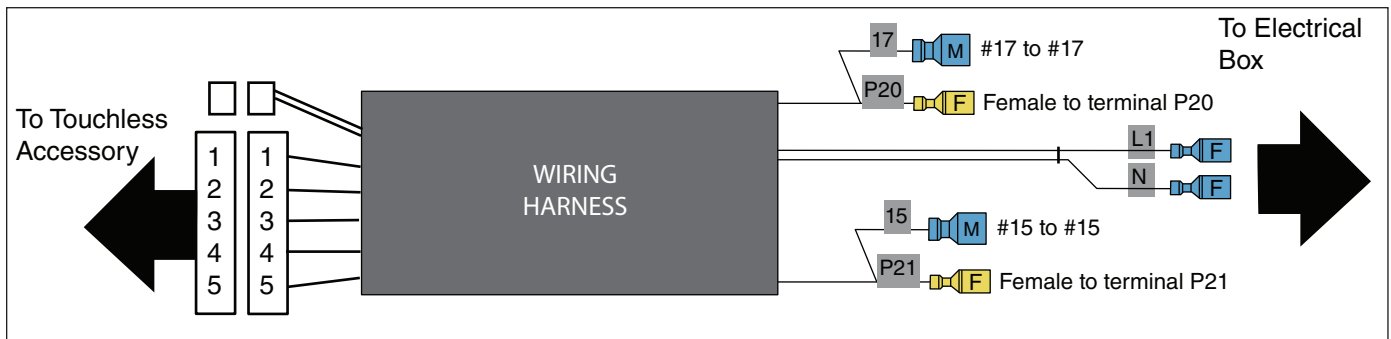 To Touchless
Accessory
1
2
3
4
5
1
2
3
4
5
WIRING
HARNESS
17
M
#17 to #17
P20
F
Female to terminal P20
L1
F
N
F
15
M
#15 to #15
P21
F
Female to terminal P21
To Electrical
Box